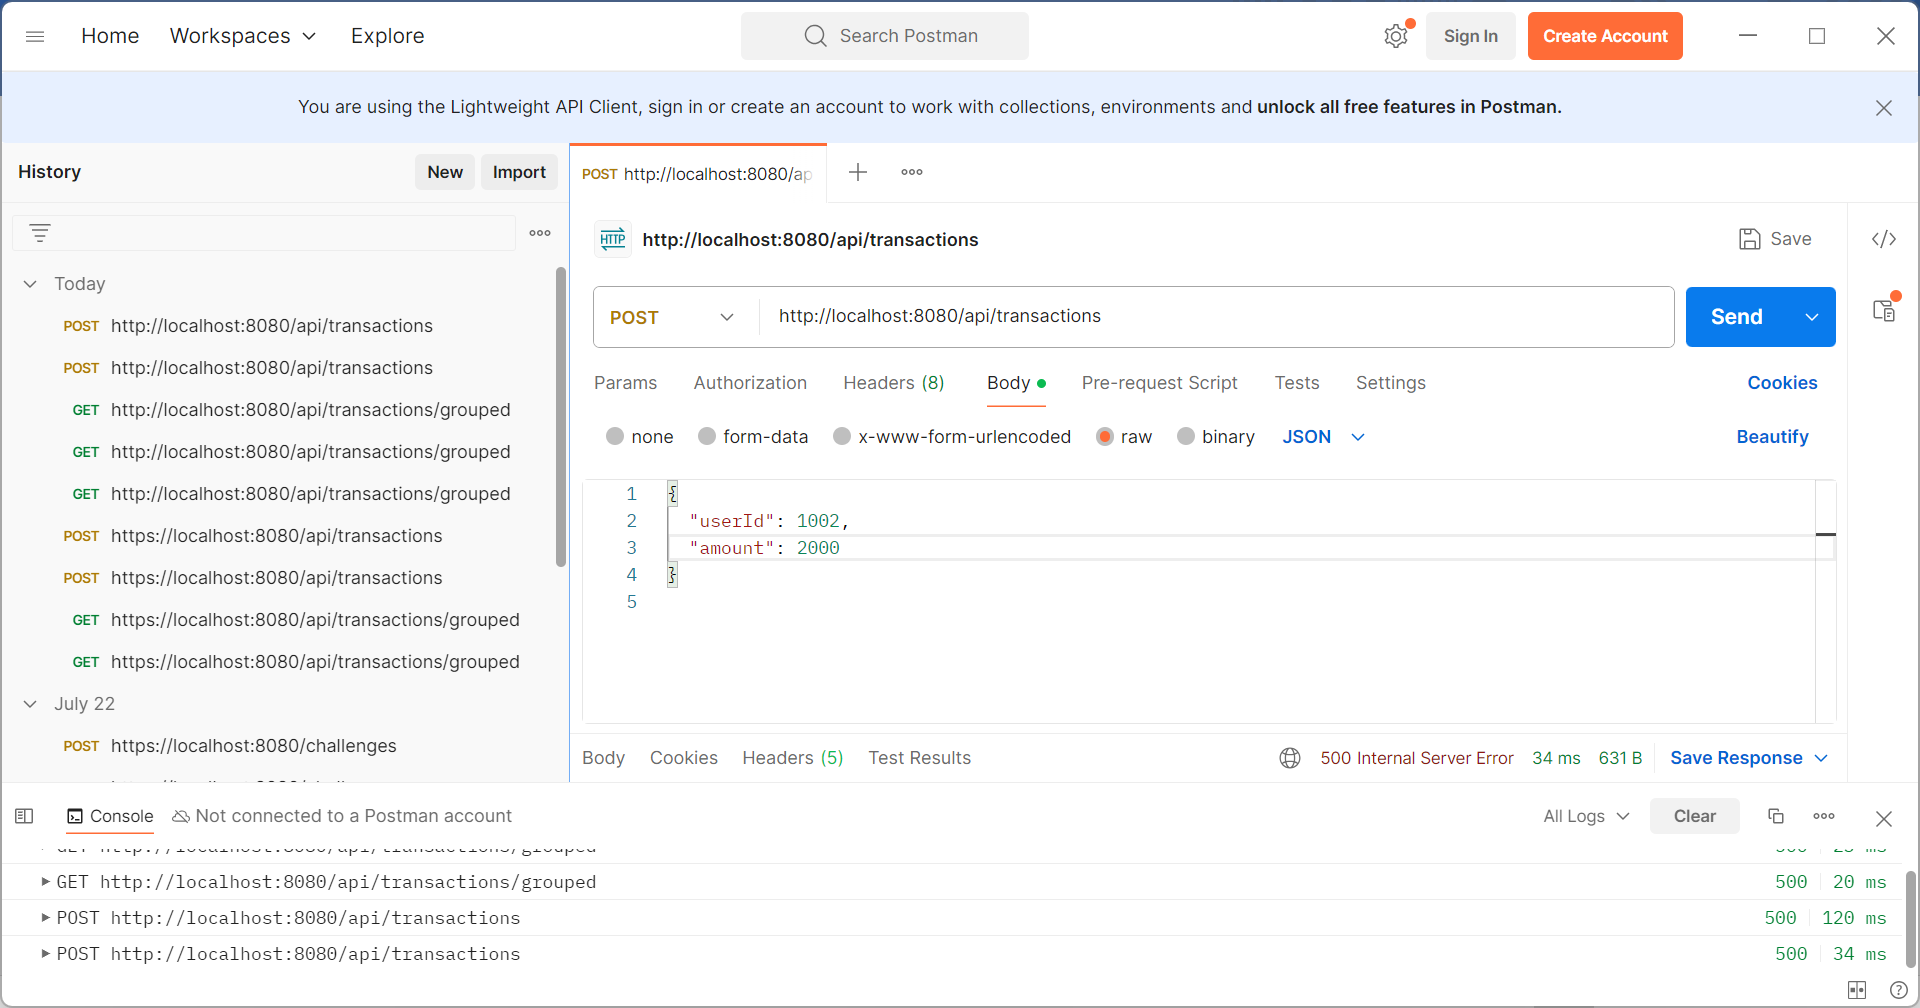 Home Workspaces Explore Search Postman Sign In Create Account
You are using the Lightweight API Client, sign in or create an account to work with collections, environments and unlock all free features in Postman.
History New Import
POST http://localhost:8080/ap
HTTP http://localhost:8080/api/transactions Save
Today
POST http://localhost:8080/api/transactions
POST http://localhost:8080/api/transactions
GET http://localhost:8080/api/transactions/grouped
GET http://localhost:8080/api/transactions/grouped
GET http://localhost:8080/api/transactions/grouped
POST https://localhost:8080/api/transactions
POST https://localhost:8080/api/transactions
GET https://localhost:8080/api/transactions/grouped
GET https://localhost:8080/api/transactions/grouped
July 22
POST https://localhost:8080/challenges
POST http://localhost:8080/api/transactions Send
Params Authorization Headers (8) Body Pre-request Script Tests Settings Cookies
none form-data x-www-form-urlencoded raw binary JSON Beautify
1 {
2 "userId": 1002,
3 "amount": 2000
4 }
5
Body Cookies Headers (5) Test Results 500 Internal Server Error 34 ms 631 B Save Response
Console Not connected to a Postman account All Logs Clear
GET http://localhost:8080/api/transactions/grouped
GET http://localhost:8080/api/transactions/grouped 500 20 ms
POST http://localhost:8080/api/transactions 500 120 ms
POST http://localhost:8080/api/transactions 500 34 ms